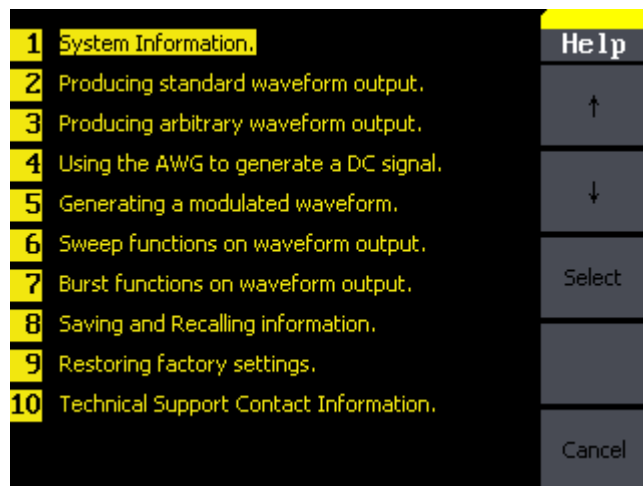 1 System Information.
2 Producing standard waveform output.
3 Producing arbitrary waveform output.
4 Using the AWG to generate a DC signal.
5 Generating a modulated waveform.
6 Sweep functions on waveform output.
7 Burst functions on waveform output.
8 Saving and Recalling information.
9 Restoring factory settings.
10 Technical Support Contact Information.
Help
↑
↓
Select
Cancel